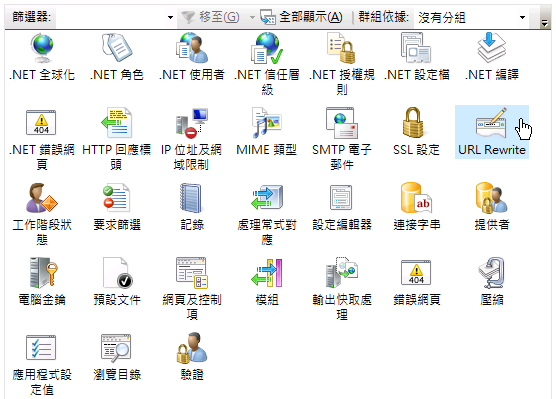 篩選器: 移至(G) 全部顯示(A) 群組依據: 沒有分組
.NET 全球化 .NET 角色 .NET 使用者 .NET 信任層級 .NET 授權規則 .NET 設定檔 .NET 編譯
404 404
.NET 錯誤網頁 HTTP 回應標頭 IP 位址及網域限制 MIME 類型 SMTP 電子郵件 SSL 設定 URL Rewrite
ab
工作階段狀態 要求篩選 記錄 處理常式對應 設定編輯器 連接字串 提供者
404
電腦金鑰 預設文件 網頁及控制項 模組 輸出快取處理 錯誤網頁 壓縮
應用程式設定值 瀏覽目錄 驗證